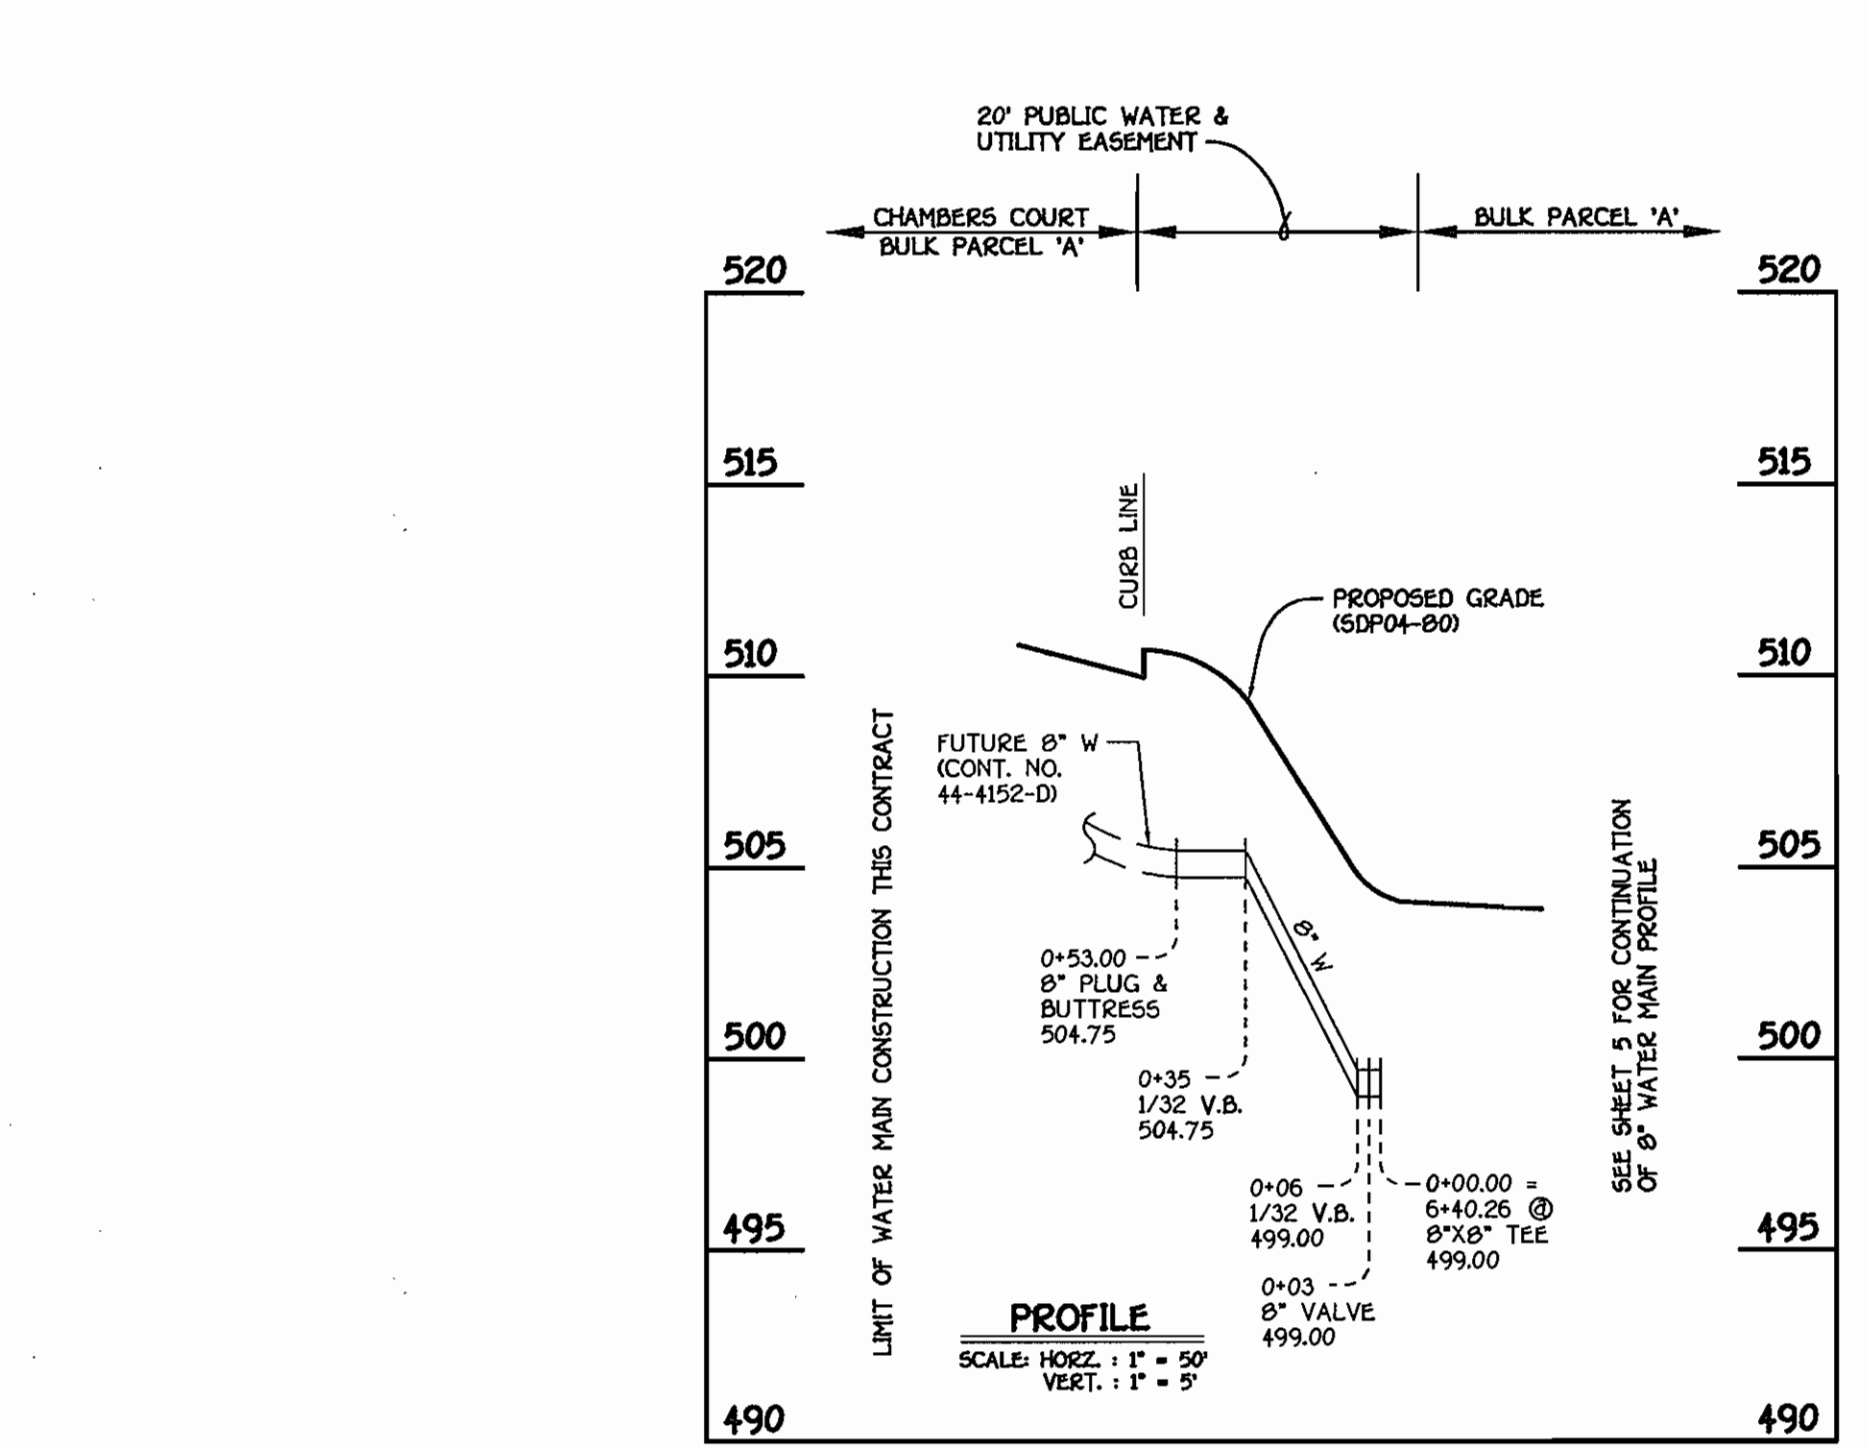 20' PUBLIC WATER &
UTILITY EASEMENT
CHAMBERS COURT
BULK PARCEL 'A'
BULK PARCEL 'A'
520
520
515
515
CURB LINE
PROPOSED GRADE
(SDP04-80)
510
510
LIMIT OF WATER MAIN CONSTRUCTION THIS CONTRACT
FUTURE 8" W
(CONT. NO.
44-4152-D)
505
505
8" W
0+53.00
8" PLUG &
BUTTRESS
504.75
SEE SHEET 5 FOR CONTINUATION
OF 8" WATER MAIN PROFILE
500
500
0+35
1/32 V.B.
504.75
0+06
1/32 V.B.
499.00
0+00.00 =
6+40.26 @
8"X8" TEE
499.00
495
495
0+03
8" VALVE
499.00
PROFILE
SCALE: HORZ. : 1" = 50'
VERT. : 1" = 5'
490
490